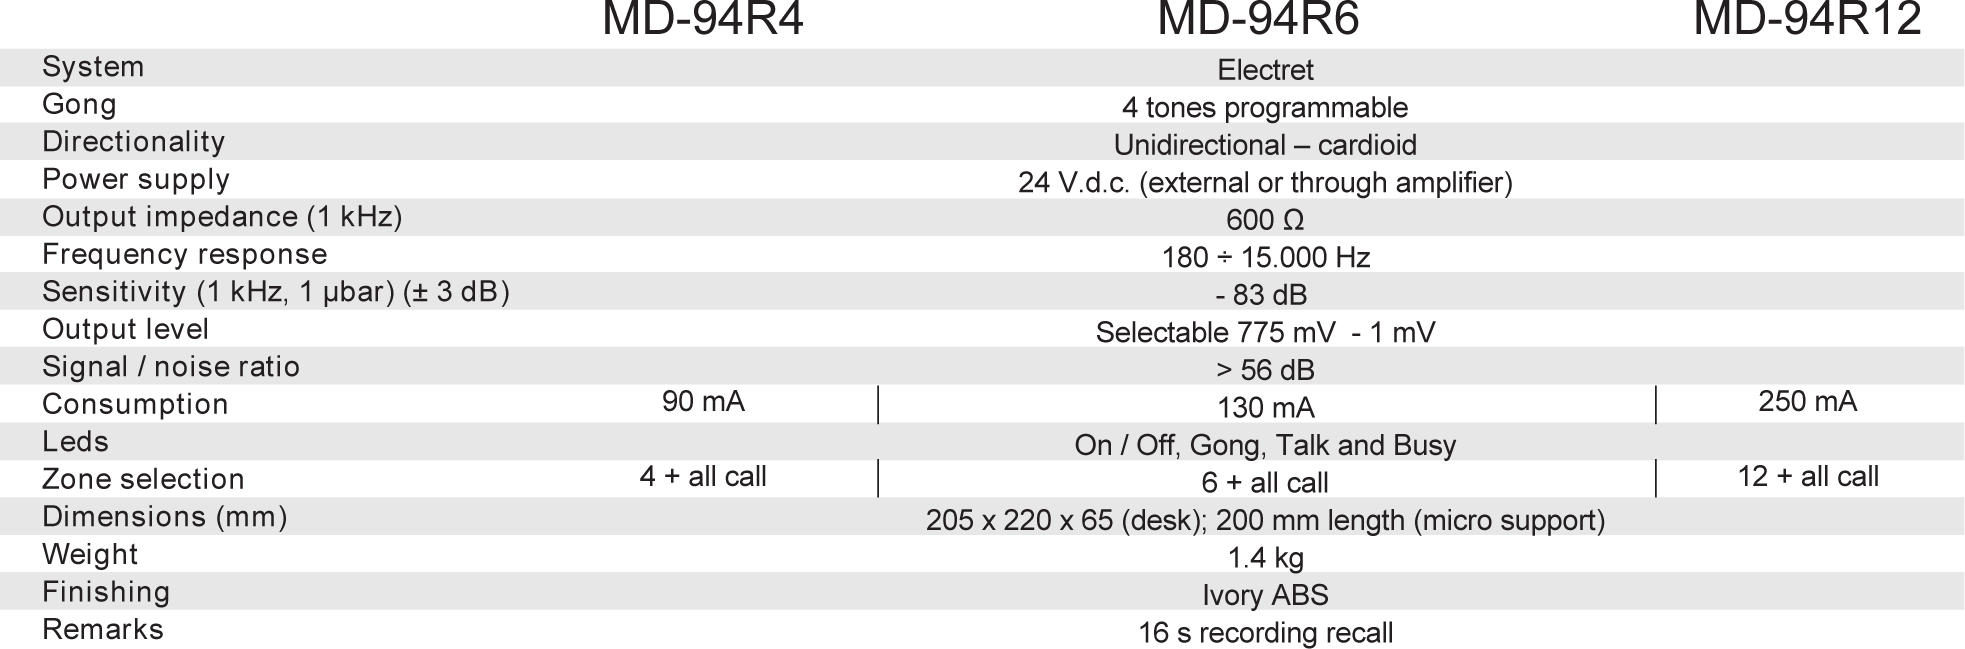 MD-94R4 MD-94R6 MD-94R12
System Electret
Gong 4 tones programmable
Directionality Unidirectional – cardioid
Power supply 24 V.d.c. (external or through amplifier)
Output impedance (1 kHz) 600 Ω
Frequency response 180 ÷ 15.000 Hz
Sensitivity (1 kHz, 1 µbar) (± 3 dB) - 83 dB
Output level Selectable 775 mV - 1 mV
Signal / noise ratio > 56 dB
Consumption 90 mA 130 mA 250 mA
Leds On / Off, Gong, Talk and Busy
Zone selection 4 + all call 6 + all call 12 + all call
Dimensions (mm) 205 x 220 x 65 (desk); 200 mm length (micro support)
Weight 1.4 kg
Finishing Ivory ABS
Remarks 16 s recording recall